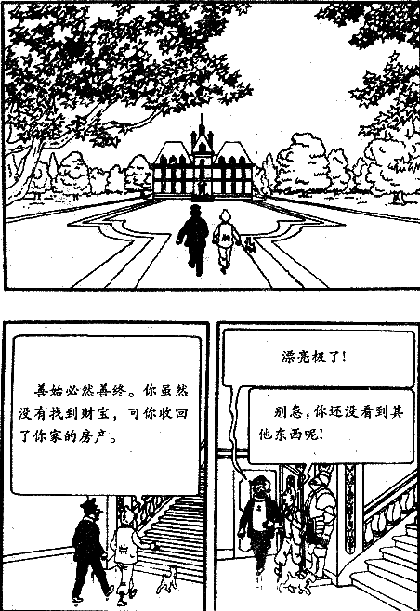 善始必然善终。你虽然
没有找到财宝，可你收回
了你家的房产。
漂亮极了！
别急，你还没看到其
他东西呢！